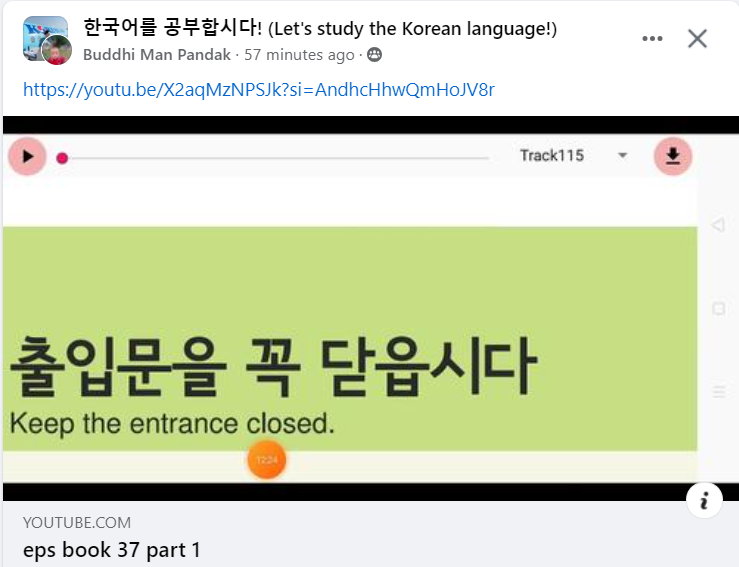 한국어를 공부합시다! (Let's study the Korean language!)
Buddhi Man Pandak · 57 minutes ago ·
https://youtu.be/X2aqMzNPSJk?si=AndhcHhwQmHoJV8r
Track115
출입문을 꼭 닫읍시다
Keep the entrance closed.
12:24
YOUTUBE.COM
eps book 37 part 1